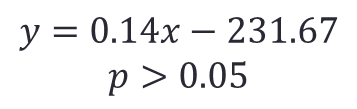 y = 0.14x − 231.67
p > 0.05